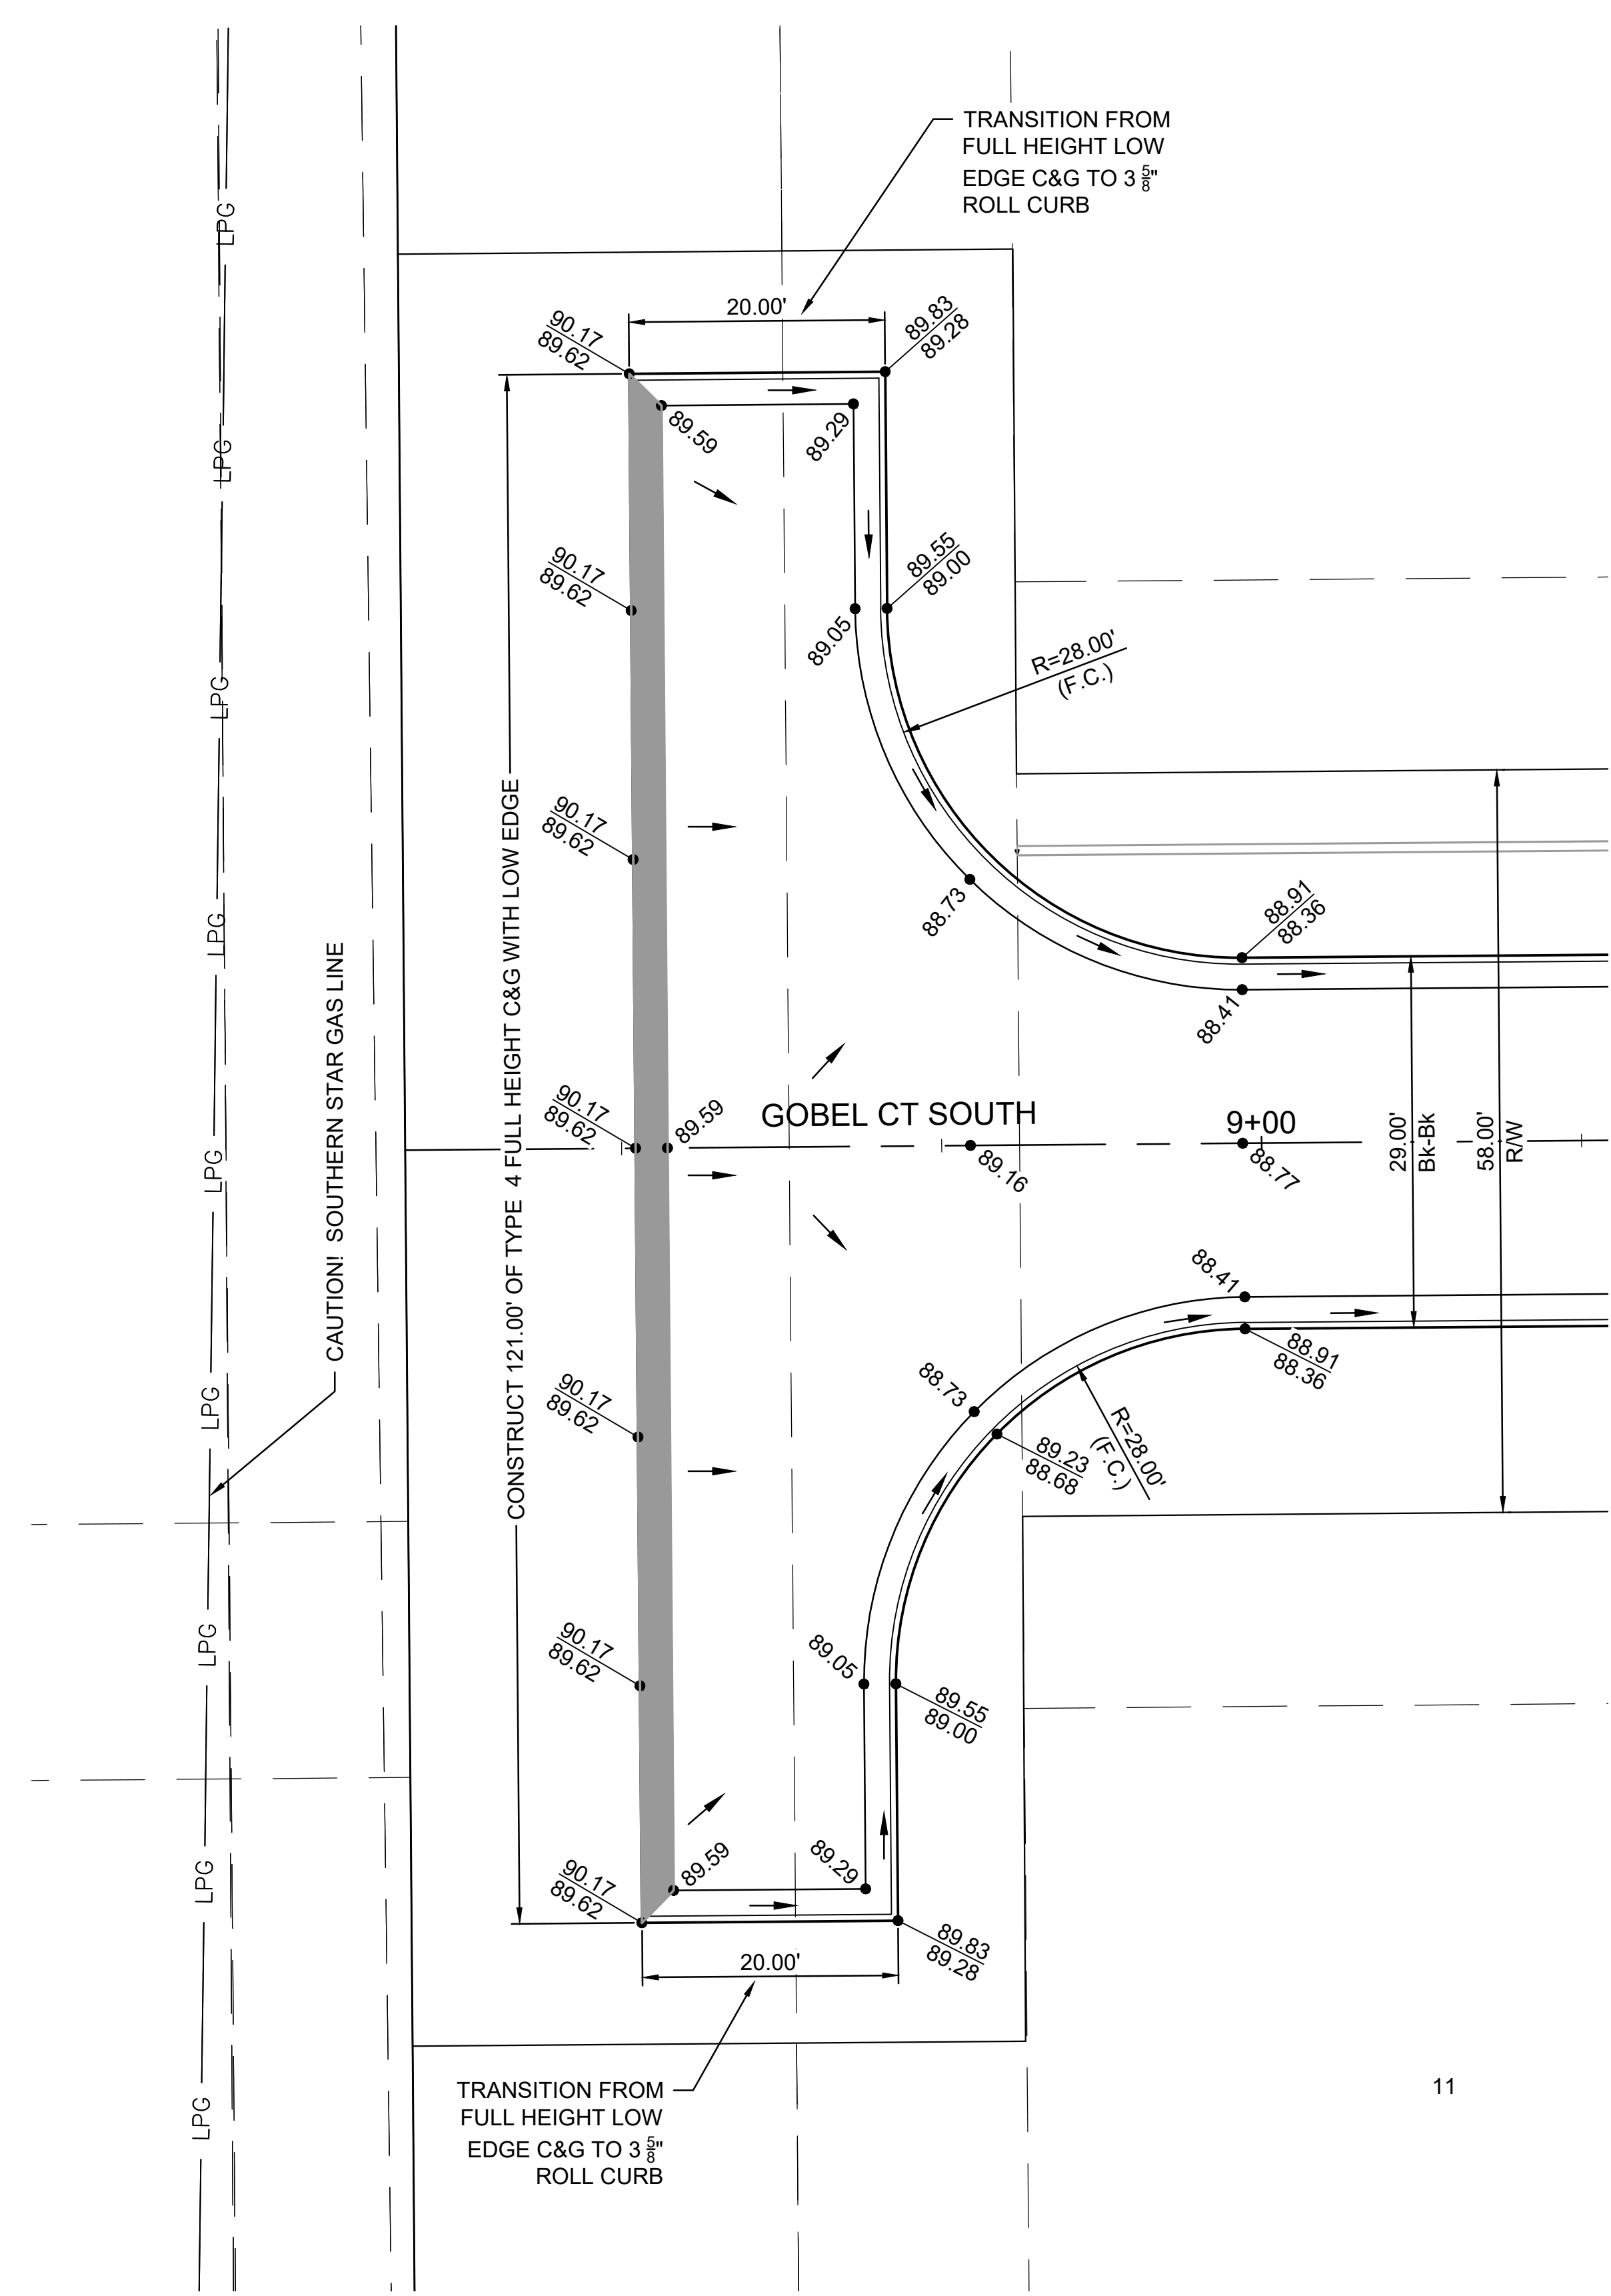 TRANSITION FROM
FULL HEIGHT LOW
EDGE C&G TO 3 5/8"
ROLL CURB
LPG
20.00'
90.17
89.62
89.83
89.28
89.59
89.29
LPG
90.17
89.62
89.55
89.00
89.05
R=28.00'
(F.C.)
LPG
90.17
89.62
88.73
88.91
88.36
LPG
88.41
CONSTRUCT 121.00' OF TYPE 4 FULL HEIGHT C&G WITH LOW EDGE
CAUTION! SOUTHERN STAR GAS LINE
90.17
89.62
89.59
GOBEL CT SOUTH
9+00
89.16
88.77
29.00'
Bk-Bk
58.00'
R/W
LPG
88.41
88.91
88.36
90.17
89.62
88.73
89.23
88.68
R=28.00'
(F.C.)
LPG
90.17
89.62
89.05
89.55
89.00
LPG
90.17
89.62
89.59
89.29
89.83
89.28
LPG
20.00'
TRANSITION FROM
FULL HEIGHT LOW
EDGE C&G TO 3 5/8"
ROLL CURB
LPG
11